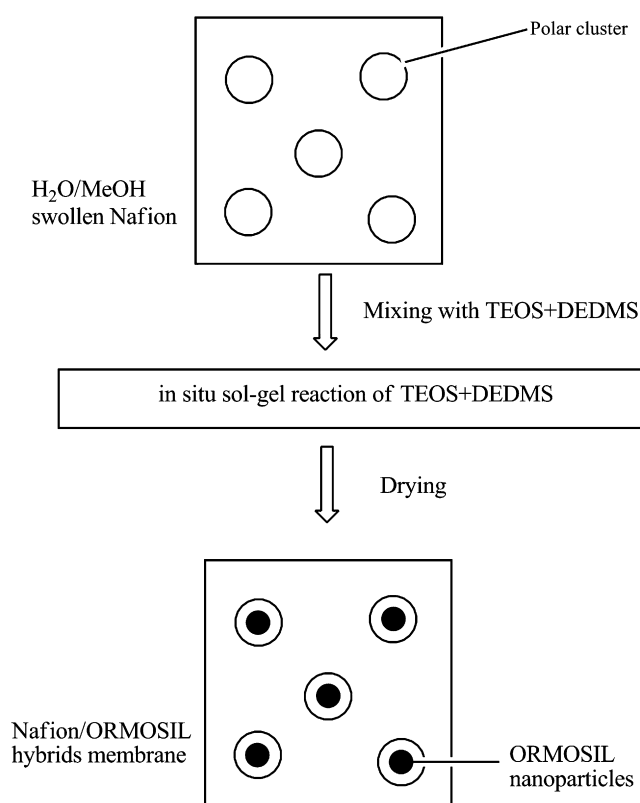 Polar cluster
H₂O/MeOH
swollen Nafion
Mixing with TEOS+DEDMS
in situ sol-gel reaction of TEOS+DEDMS
Drying
Nafion/ORMOSIL
hybrids membrane
ORMOSIL
nanoparticles